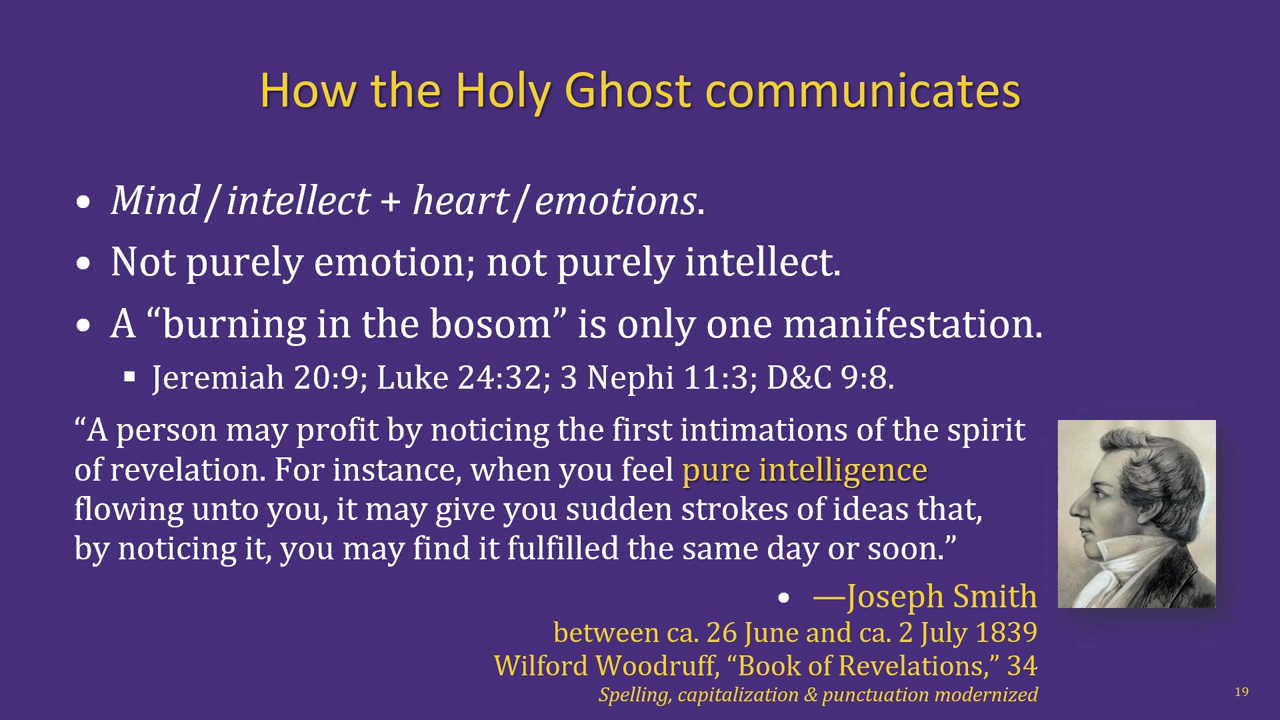 How the Holy Ghost communicates
• Mind/intellect + heart/emotions.
• Not purely emotion; not purely intellect.
• A “burning in the bosom” is only one manifestation.
▪ Jeremiah 20:9; Luke 24:32; 3 Nephi 11:3; D&C 9:8.
“A person may profit by noticing the first intimations of the spirit
of revelation. For instance, when you feel pure intelligence
flowing unto you, it may give you sudden strokes of ideas that,
by noticing it, you may find it fulfilled the same day or soon.”
• —Joseph Smith
between ca. 26 June and ca. 2 July 1839
Wilford Woodruff, “Book of Revelations,” 34
Spelling, capitalization & punctuation modernized
19